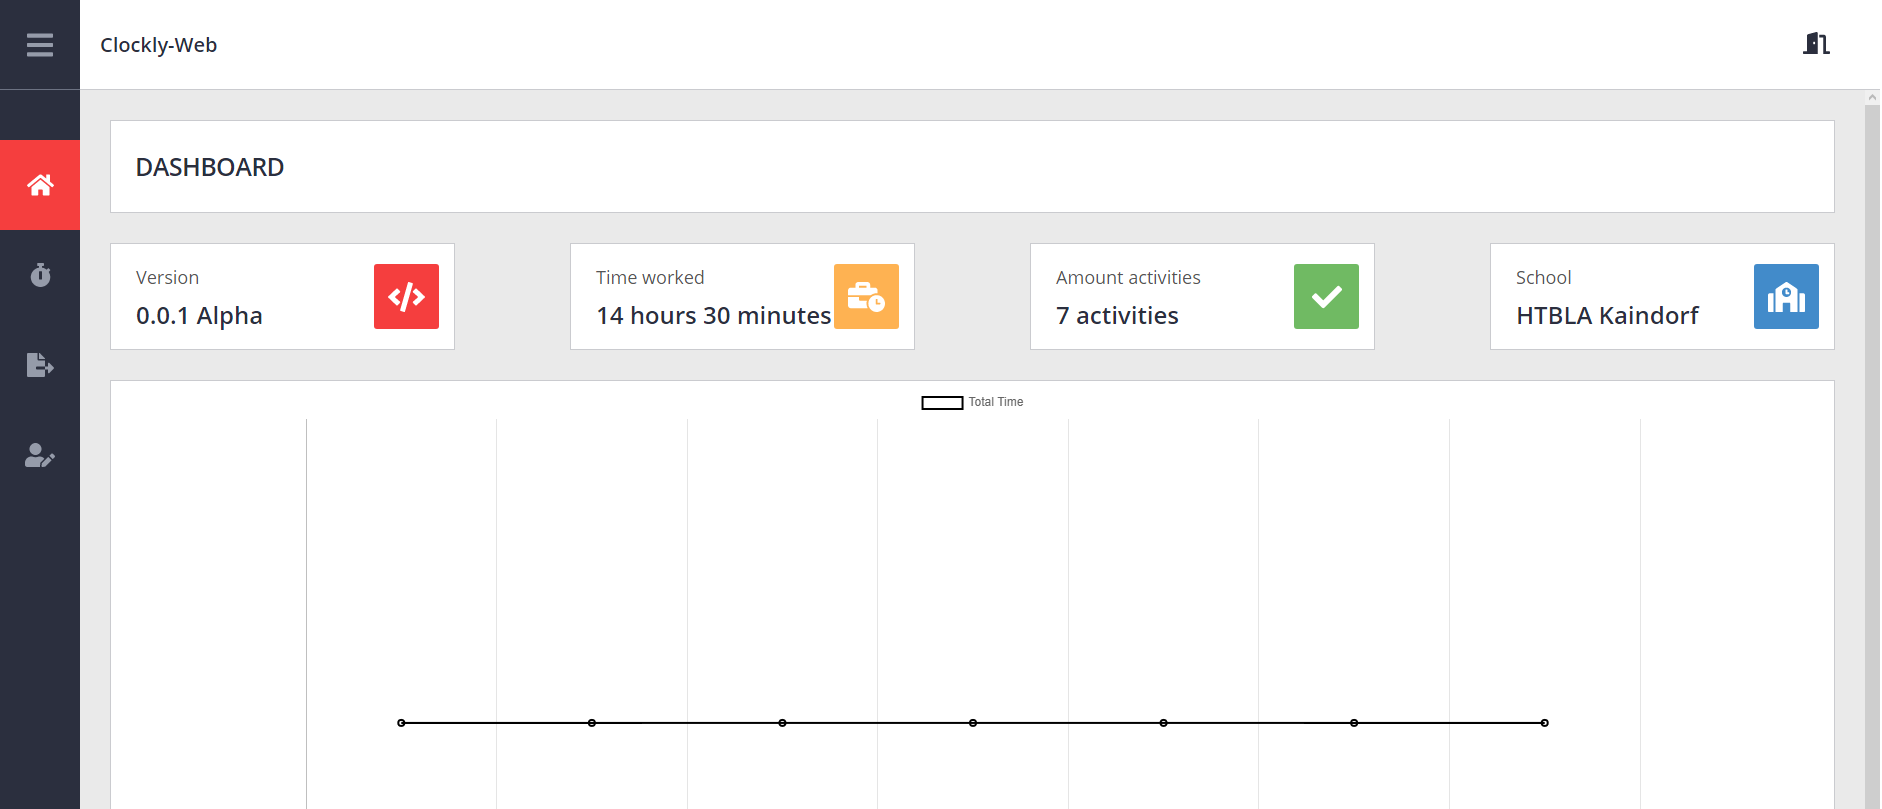 Clockly-Web
DASHBOARD
Version
0.0.1 Alpha
Time worked
14 hours 30 minutes
Amount activities
7 activities
School
HTBLA Kaindorf
Total Time